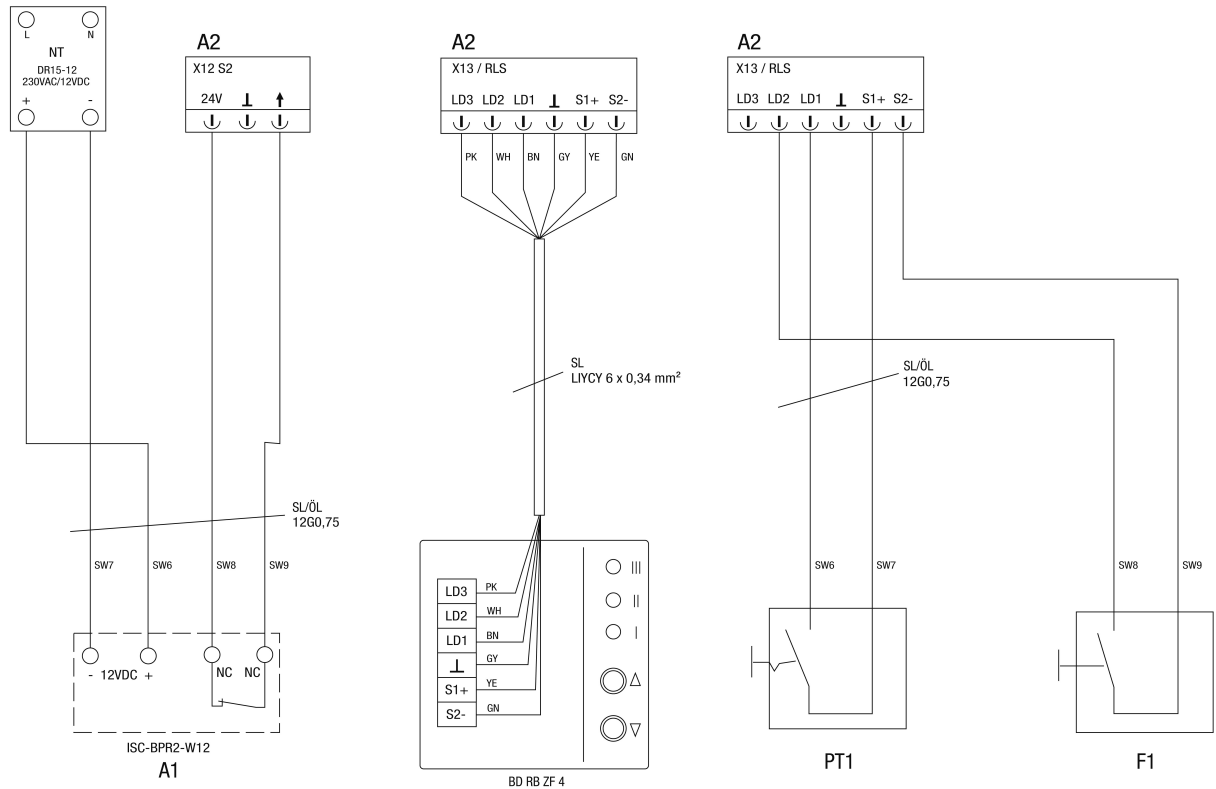 L N
NT
DR15-12
230VAC/12VDC
+ -
A2
X12 S2
24V ⊥ ↑
SL/ÖL
12G0,75
SW7 SW6 SW8 SW9
- 12VDC + NC NC
ISC-BPR2-W12
A1
A2
X13 / RLS
LD3 LD2 LD1 ⊥ S1+ S2-
PK WH BN GY YE GN
SL
LIYCY 6 x 0,34 mm²
LD3 PK
LD2 WH
LD1 BN
⊥ GY
S1+ YE
S2- GN
III
II
I
BD RB ZF 4
A2
X13 / RLS
LD3 LD2 LD1 ⊥ S1+ S2-
SL/ÖL
12G0,75
SW6 SW7 SW8 SW9
PT1
F1